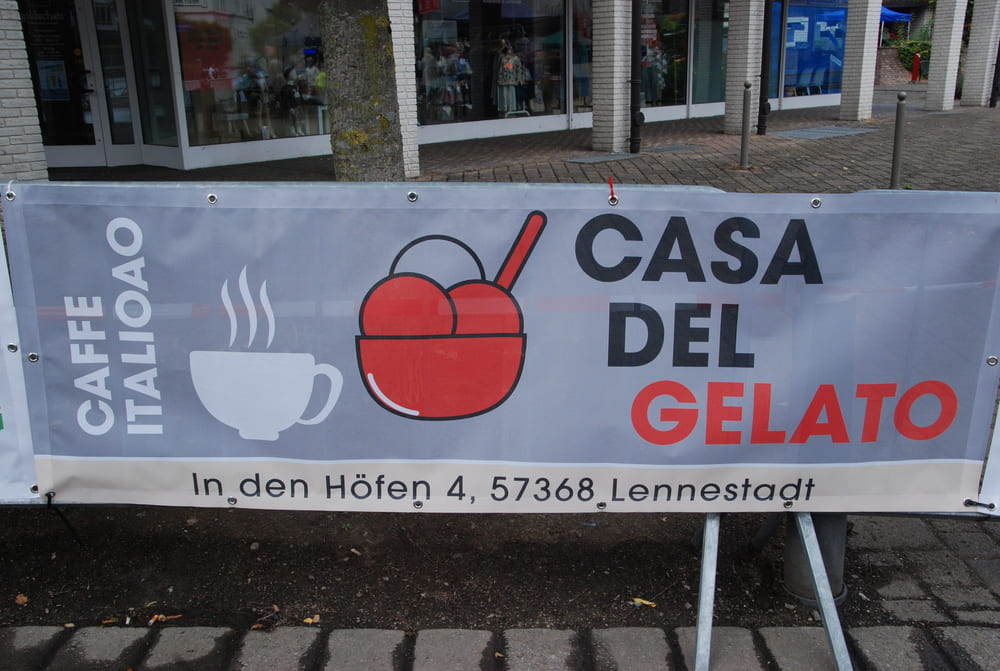 CAFFE
ITALIOAO
CASA
DEL
GELATO
In den Höfen 4, 57368 Lennestadt